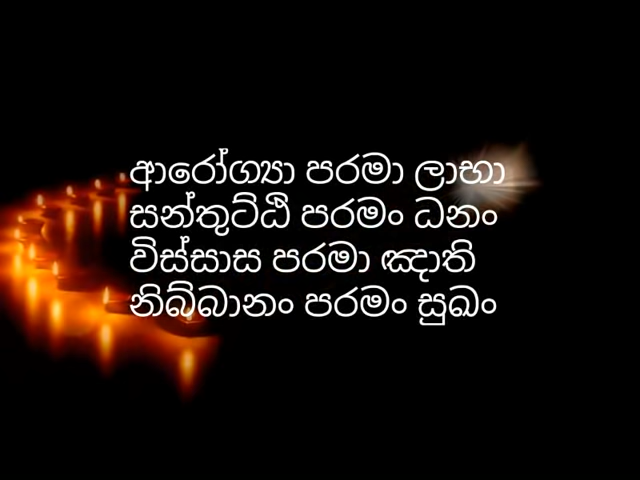 ආරෝග්‍යා පරමා ලාභා
සන්තුට්ඨි පරමං ධනං
විස්සාස පරමා ඤාති
නිබ්බානං පරමං සුඛං